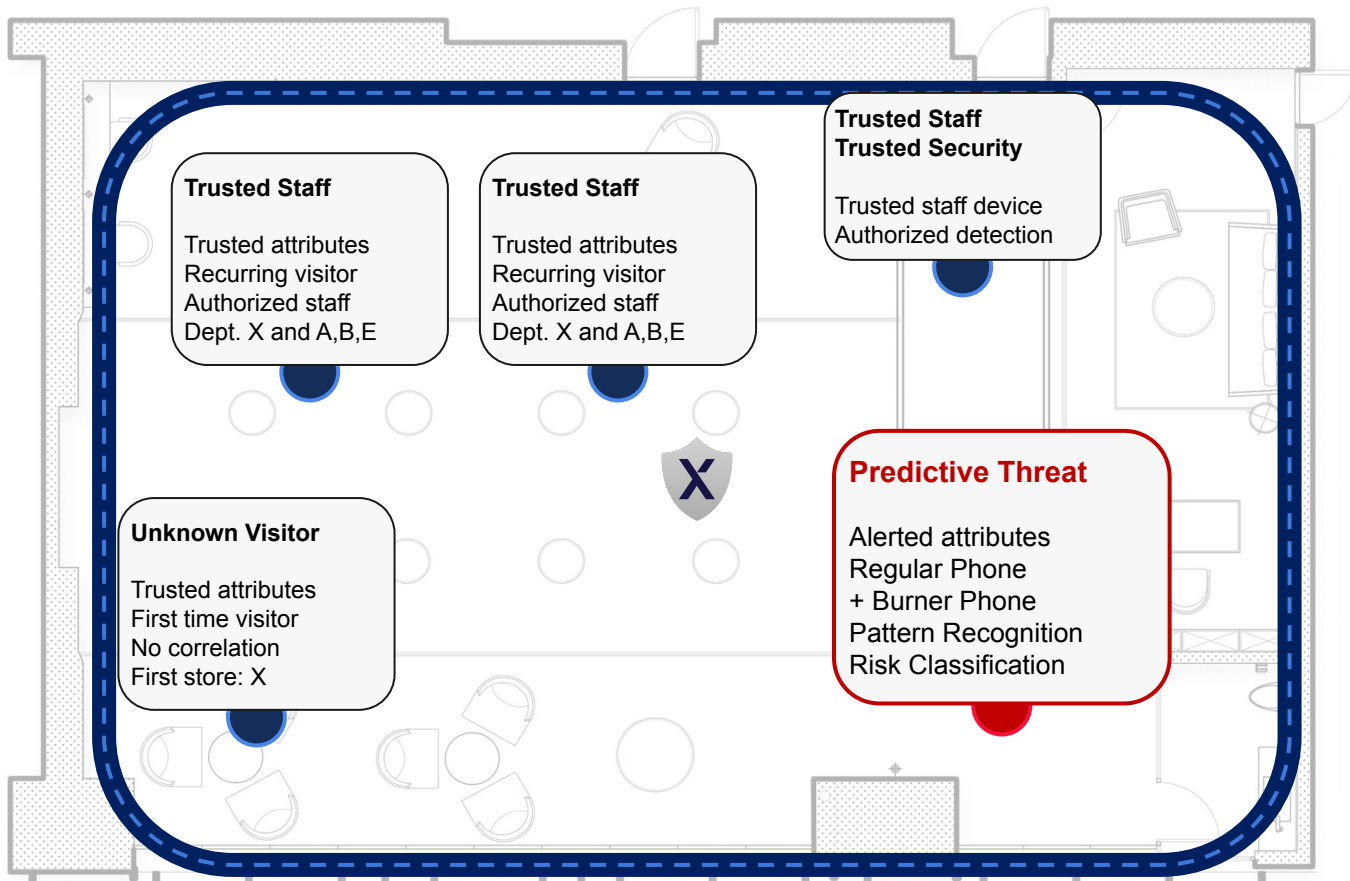 Trusted Staff
Trusted Security
Trusted staff device
Authorized detection
Trusted Staff
Trusted attributes
Recurring visitor
Authorized staff
Dept. X and A,B,E
Trusted Staff
Trusted attributes
Recurring visitor
Authorized staff
Dept. X and A,B,E
X
Predictive Threat
Alerted attributes
Regular Phone
+ Burner Phone
Pattern Recognition
Risk Classification
Unknown Visitor
Trusted attributes
First time visitor
No correlation
First store: X